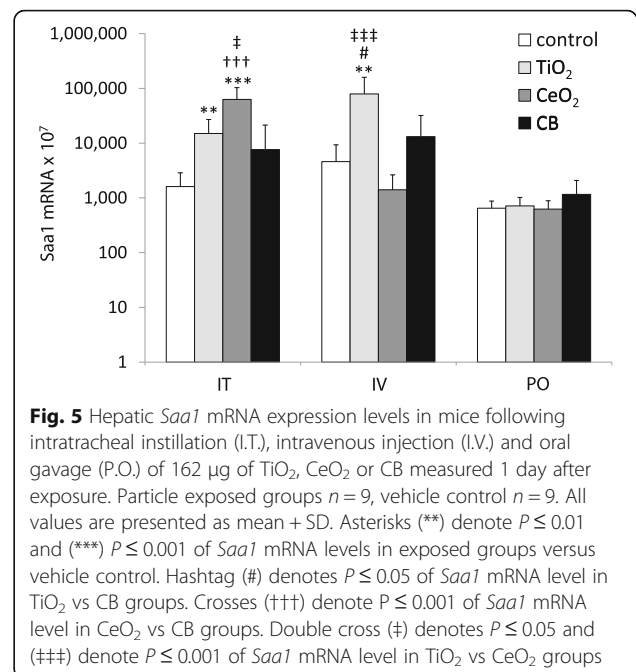 1,000,000
100,000
10,000
1,000
100
10
1
Saa1 mRNA x 10⁷
‡
†††
***
**
‡‡‡
#
**
control
TiO₂
CeO₂
CB
IT IV PO
Fig. 5 Hepatic Saa1 mRNA expression levels in mice following
intratracheal instillation (I.T.), intravenous injection (I.V.) and oral
gavage (P.O.) of 162 μg of TiO₂, CeO₂ or CB measured 1 day after
exposure. Particle exposed groups n = 9, vehicle control n = 9. All
values are presented as mean + SD. Asterisks (**) denote P ≤ 0.01
and (***) P ≤ 0.001 of Saa1 mRNA levels in exposed groups versus
vehicle control. Hashtag (#) denotes P ≤ 0.05 of Saa1 mRNA level in
TiO₂ vs CB groups. Crosses (†††) denote P ≤ 0.001 of Saa1 mRNA
level in CeO₂ vs CB groups. Double cross (‡) denotes P ≤ 0.05 and
(‡‡‡) denote P ≤ 0.001 of Saa1 mRNA level in TiO₂ vs CeO₂ groups